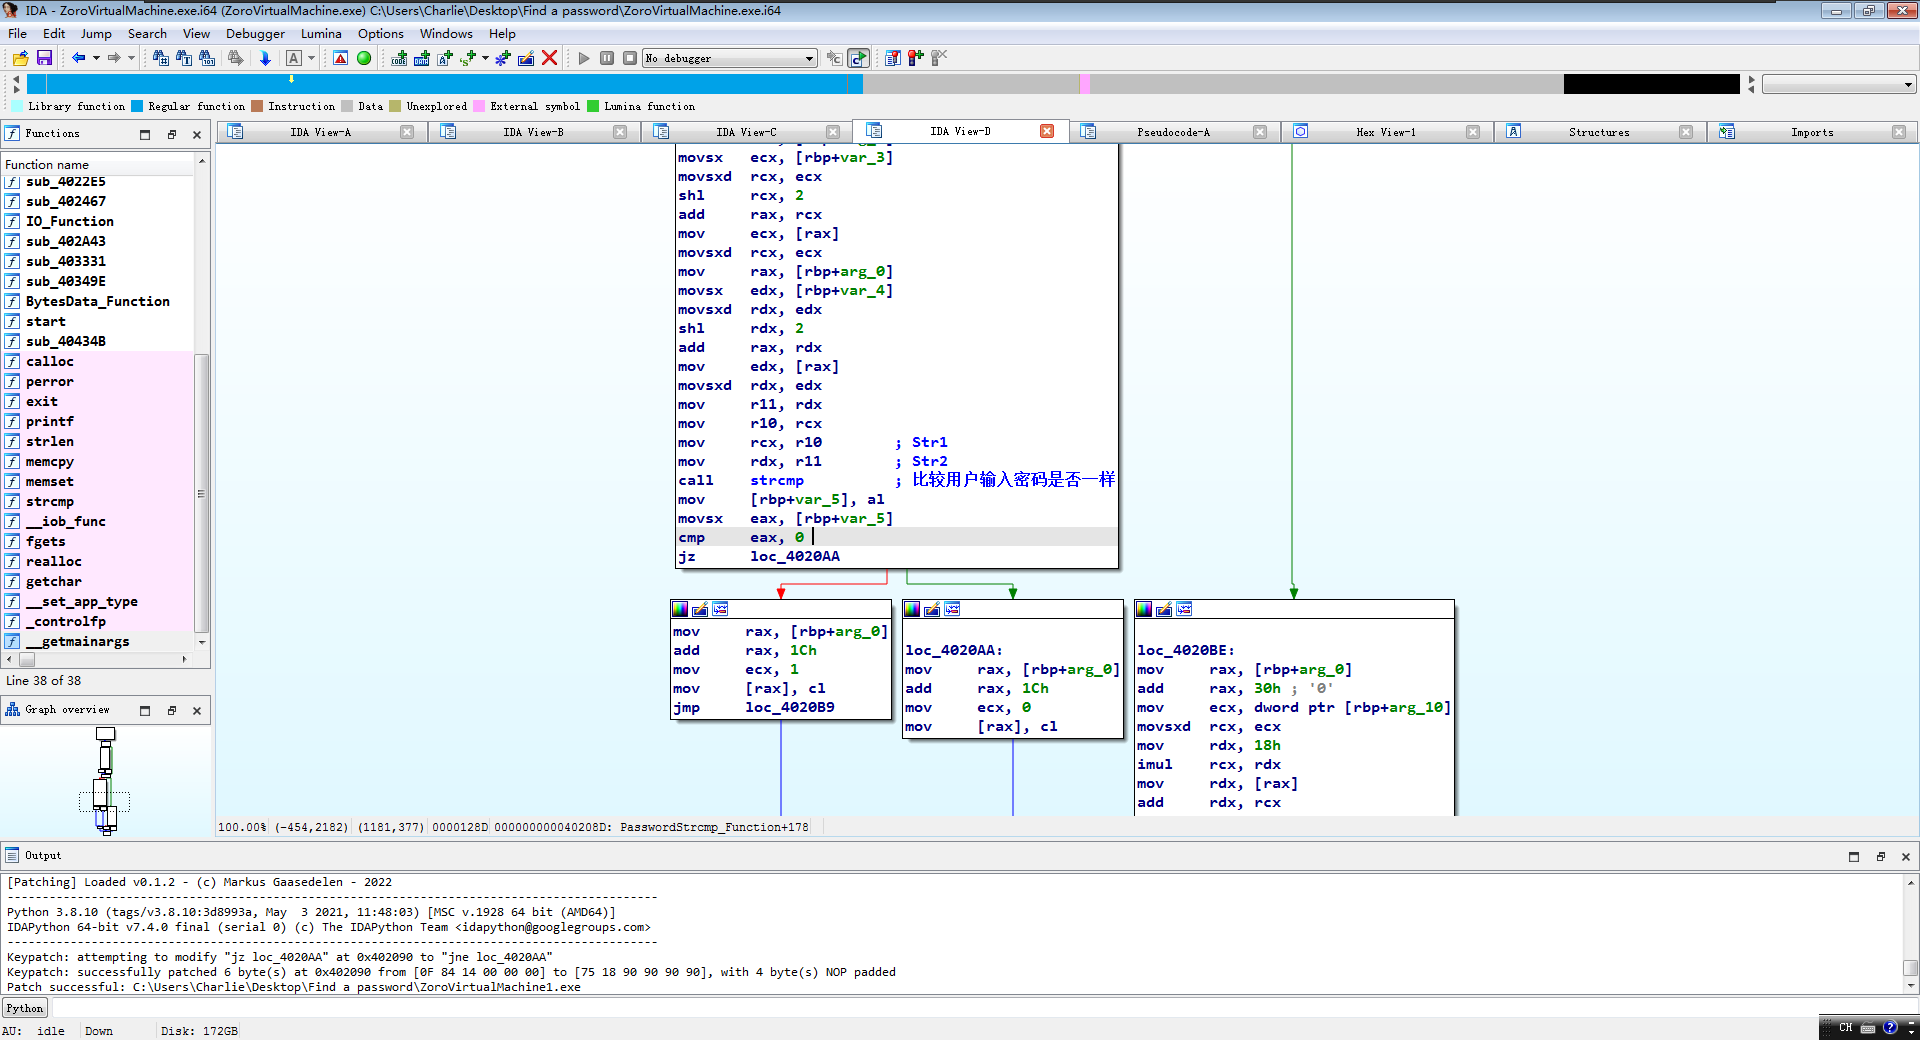 IDA - ZoroVirtualMachine.exe.i64 (ZoroVirtualMachine.exe) C:\Users\Charlie\Desktop\Find a password\ZoroVirtualMachine.exe.i64
File Edit Jump Search View Debugger Lumina Options Windows Help
No debugger
Library function Regular function Instruction Data Unexplored External symbol Lumina function
Functions
IDA View-A IDA View-B IDA View-C IDA View-D Pseudocode-A Hex View-1 Structures Imports
Function name
sub_4022E5
sub_402467
IO_Function
sub_402A43
sub_403331
sub_40349E
BytesData_Function
start
sub_40434B
calloc
perror
exit
printf
strlen
memcpy
memset
strcmp
__iob_func
fgets
realloc
getchar
__set_app_type
_controlfp
__getmainargs
Line 38 of 38
Graph overview
movsx ecx, [rbp+var_3]
movsxd rcx, ecx
shl rcx, 2
add rax, rcx
mov ecx, [rax]
movsxd rcx, ecx
mov rax, [rbp+arg_0]
movsx edx, [rbp+var_4]
movsxd rdx, edx
shl rdx, 2
add rax, rdx
mov edx, [rax]
movsxd rdx, edx
mov r11, rdx
mov r10, rcx
mov rcx, r10 ; Str1
mov rdx, r11 ; Str2
call strcmp ; 比较用户输入密码是否一样
mov [rbp+var_5], al
movsx eax, [rbp+var_5]
cmp eax, 0
jz loc_4020AA
mov rax, [rbp+arg_0]
add rax, 1Ch
mov ecx, 1
mov [rax], cl
jmp loc_4020B9
loc_4020AA:
mov rax, [rbp+arg_0]
add rax, 1Ch
mov ecx, 0
mov [rax], cl
loc_4020BE:
mov rax, [rbp+arg_0]
add rax, 30h ; '0'
mov ecx, dword ptr [rbp+arg_10]
movsxd rcx, ecx
mov rdx, 18h
imul rcx, rdx
mov rdx, [rax]
add rdx, rcx
100.00% (-454,2182) (1181,377) 0000128D 000000000040208D: PasswordStrcmp_Function+178
Output
[Patching] Loaded v0.1.2 - (c) Markus Gaasedelen - 2022
---------------------------------------------------------------------------------------------
Python 3.8.10 (tags/v3.8.10:3d8993a, May  3 2021, 11:48:03) [MSC v.1928 64 bit (AMD64)]
IDAPython 64-bit v7.4.0 final (serial 0) (c) The IDAPython Team <idapython@googlegroups.com>
---------------------------------------------------------------------------------------------
Keypatch: attempting to modify "jz loc_4020AA" at 0x402090 to "jne loc_4020AA"
Keypatch: successfully patched 6 byte(s) at 0x402090 from [0F 84 14 00 00 00] to [75 18 90 90 90 90], with 4 byte(s) NOP padded
Patch successful: C:\Users\Charlie\Desktop\Find a password\ZoroVirtualMachine1.exe
Python
AU: idle Down Disk: 172GB
CH